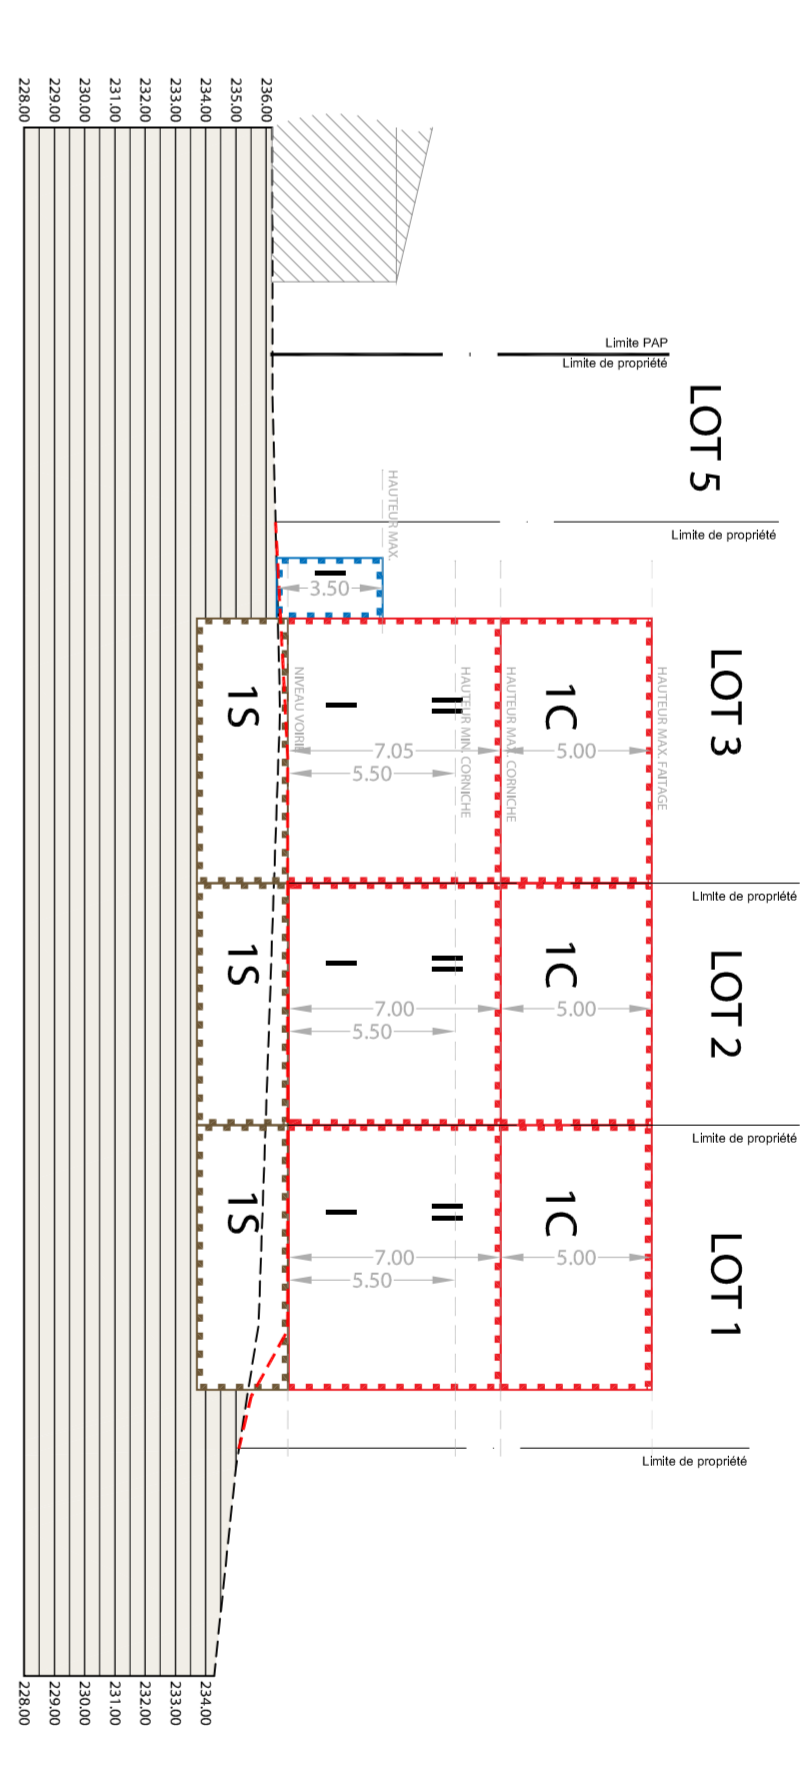 228.00
229.00
230.00
231.00
232.00
233.00
234.00
235.00
236.00
Limite PAP
Limite de propriété
LOT 5
Limite de propriété
HAUTEUR MAX.
I
3.50
LOT 3
1S
I
II
1C
NIVEAU VOIRIE
HAUTEUR MIN. CORNICHE
HAUTEUR MAX. CORNICHE
HAUTEUR MAX. FAITAGE
7.05
5.00
5.50
LImIte de propriété
LOT 2
1S
I
II
1C
7.00
5.00
5.50
Limite de propriété
LOT 1
1S
I
II
1C
7.00
5.00
5.50
Limite de propriété
228.00
229.00
230.00
231.00
232.00
233.00
234.00